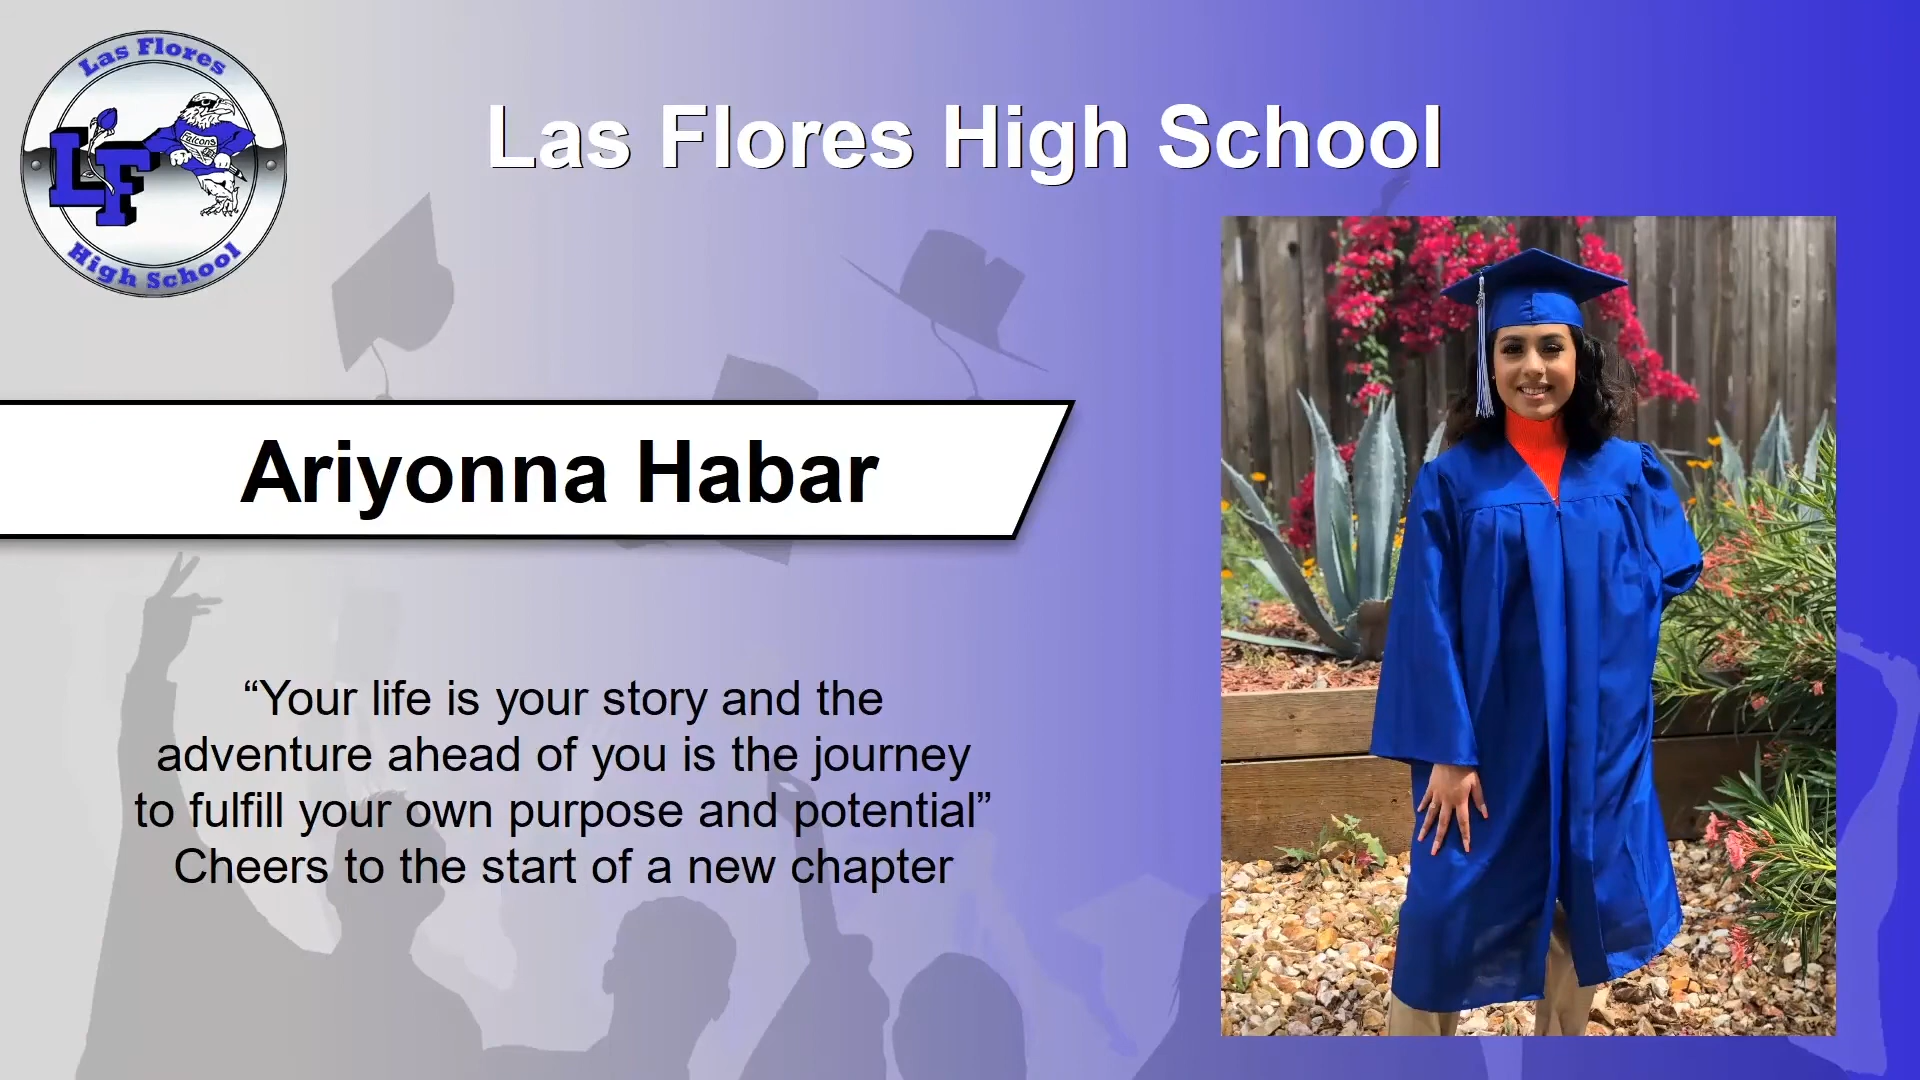 Las Flores
LF
Falcons
High School
Las Flores High School
Ariyonna Habar
“Your life is your story and the
adventure ahead of you is the journey
to fulfill your own purpose and potential”
Cheers to the start of a new chapter